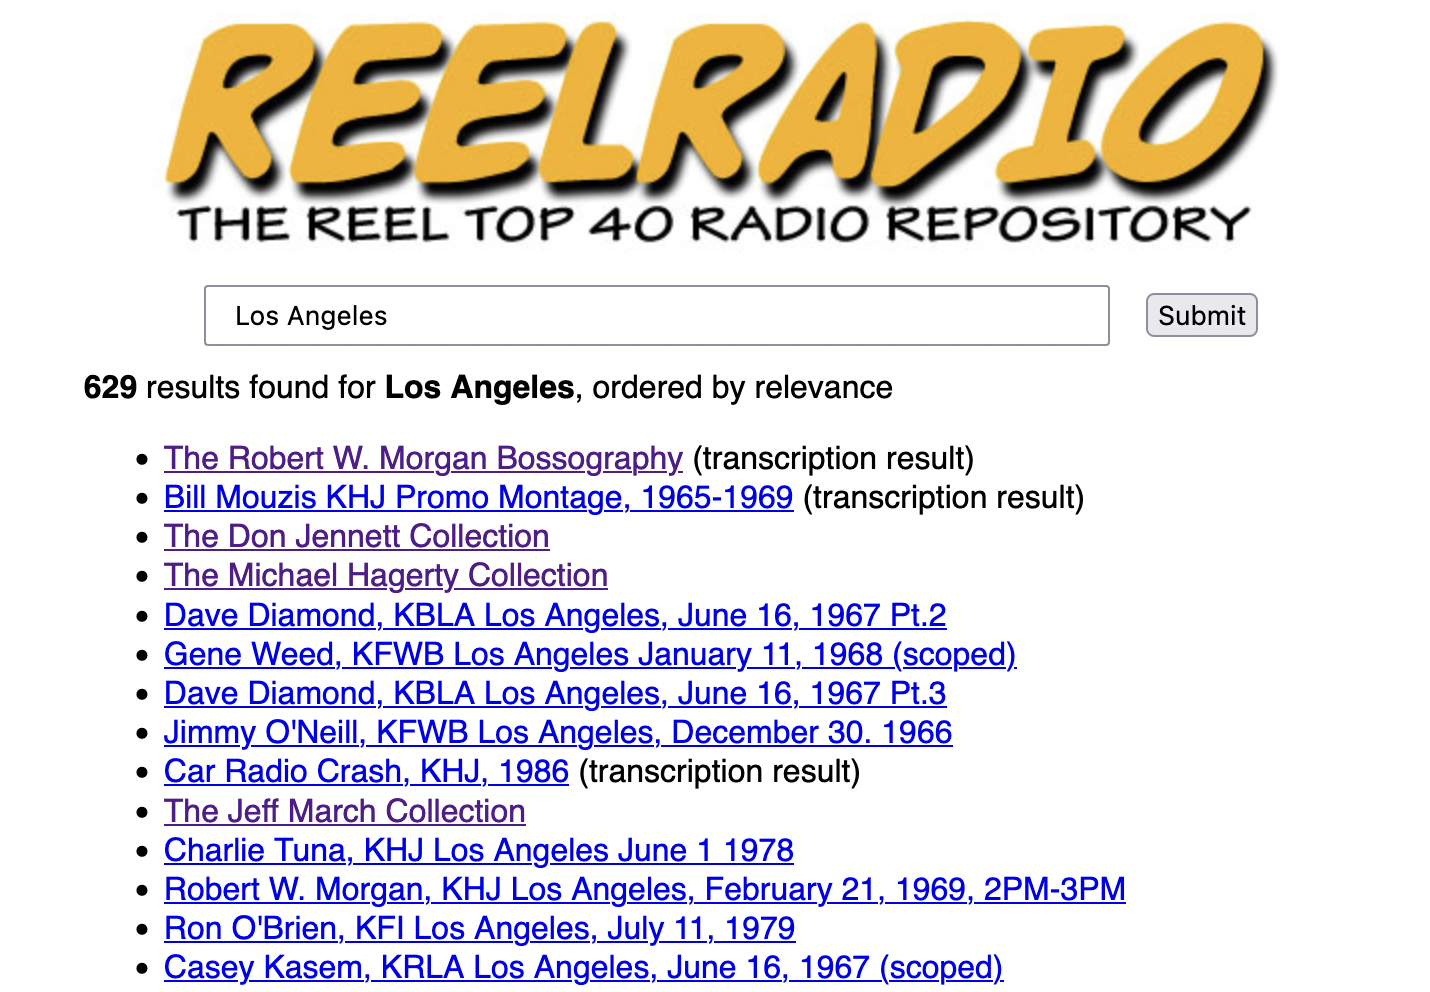 REELRADIO
THE REEL TOP 40 RADIO REPOSITORY
Los Angeles
Submit
629 results found for Los Angeles, ordered by relevance
• The Robert W. Morgan Bossography (transcription result)
• Bill Mouzis KHJ Promo Montage, 1965-1969 (transcription result)
• The Don Jennett Collection
• The Michael Hagerty Collection
• Dave Diamond, KBLA Los Angeles, June 16, 1967 Pt.2
• Gene Weed, KFWB Los Angeles January 11, 1968 (scoped)
• Dave Diamond, KBLA Los Angeles, June 16, 1967 Pt.3
• Jimmy O'Neill, KFWB Los Angeles, December 30. 1966
• Car Radio Crash, KHJ, 1986 (transcription result)
• The Jeff March Collection
• Charlie Tuna, KHJ Los Angeles June 1 1978
• Robert W. Morgan, KHJ Los Angeles, February 21, 1969, 2PM-3PM
• Ron O'Brien, KFI Los Angeles, July 11, 1979
• Casey Kasem, KRLA Los Angeles, June 16, 1967 (scoped)